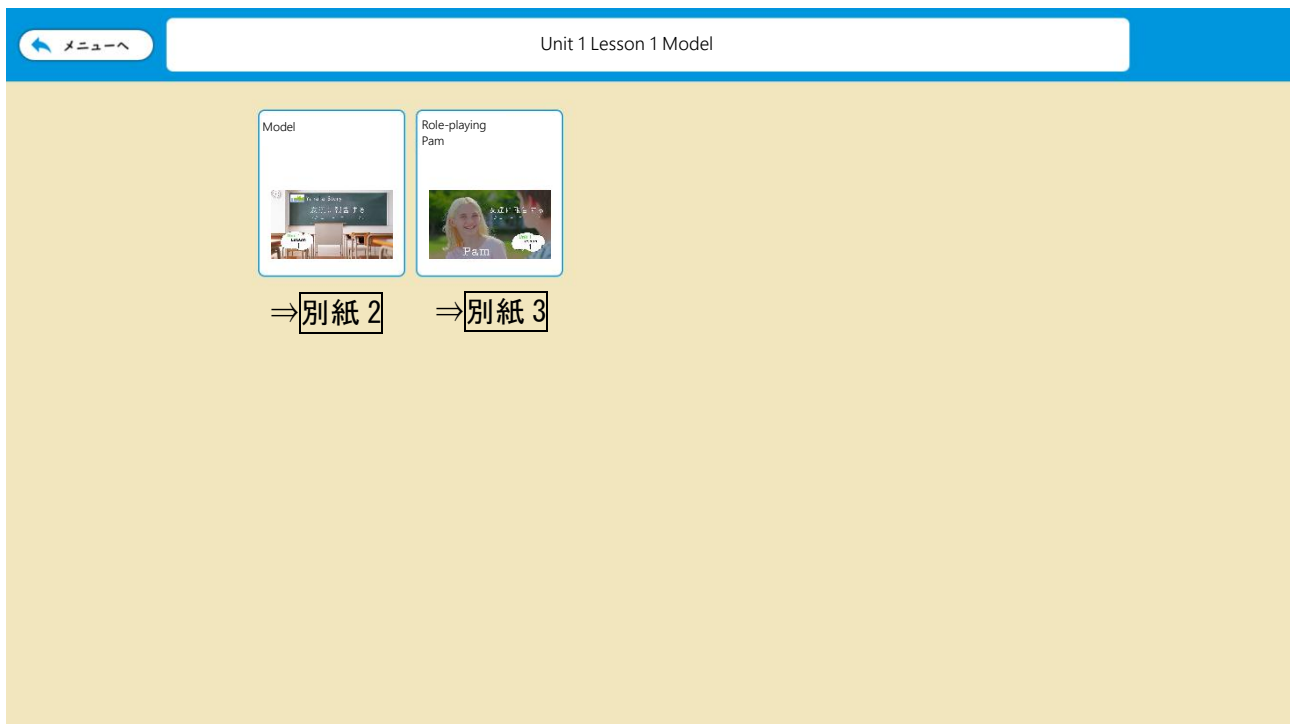 メニューへ
Unit 1 Lesson 1 Model
Model
Role-playing
Pam
Pam
⇒別紙 2
⇒別紙 3